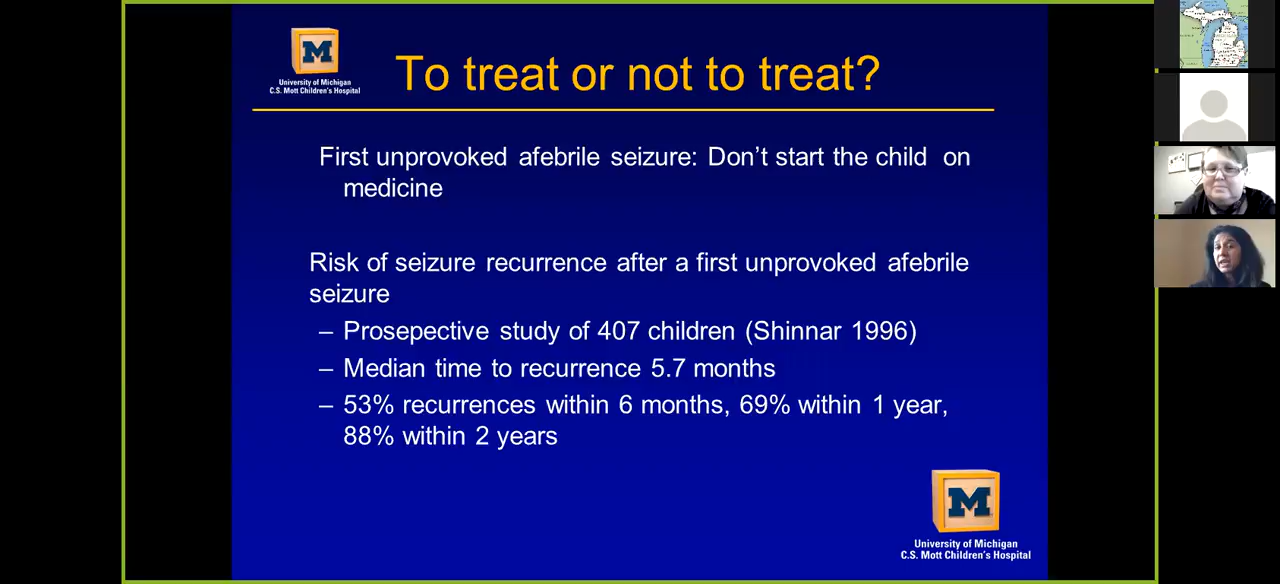 University of Michigan
C.S. Mott Children's Hospital
To treat or not to treat?
First unprovoked afebrile seizure: Don't start the child on
medicine
Risk of seizure recurrence after a first unprovoked afebrile
seizure
– Prosepective study of 407 children (Shinnar 1996)
– Median time to recurrence 5.7 months
– 53% recurrences within 6 months, 69% within 1 year,
88% within 2 years
M
University of Michigan
C.S. Mott Children's Hospital